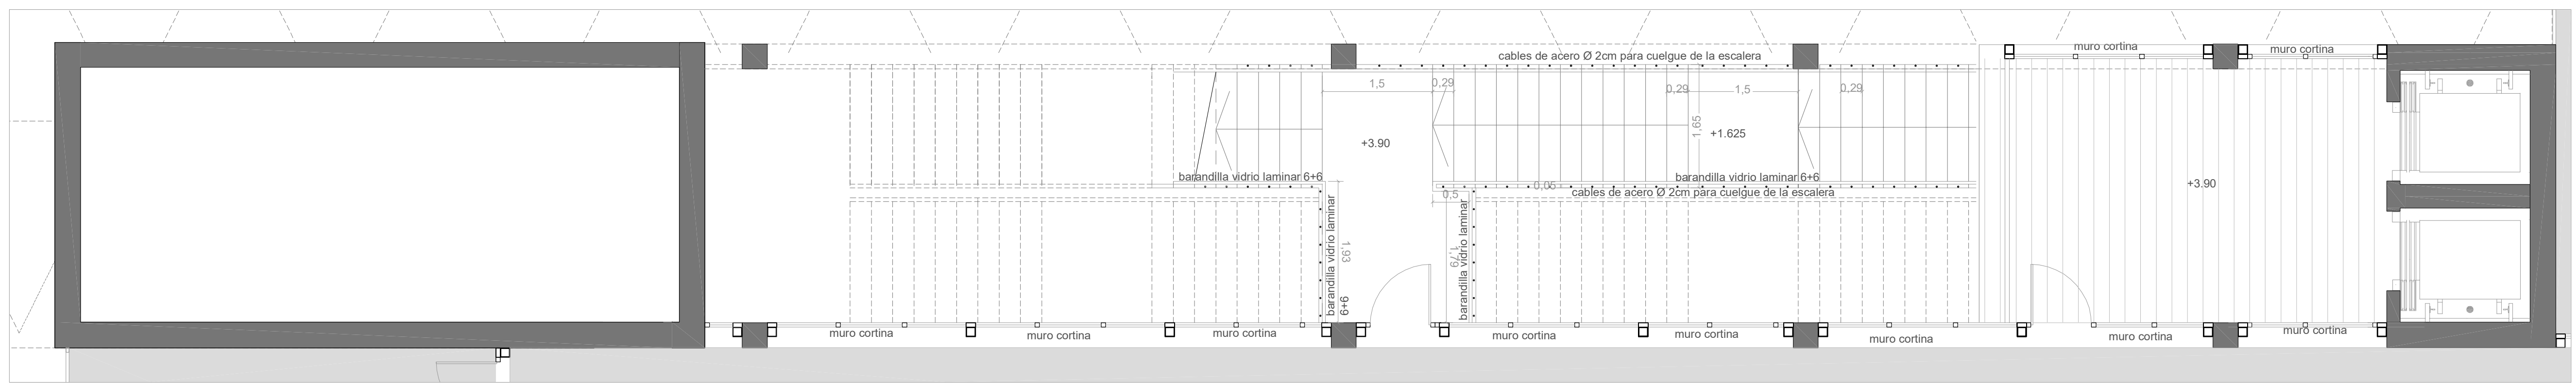 muro cortina
muro cortina
cables de acero Ø 2cm para cuelgue de la escalera
1,5
0,29
0,29
1,5
0,29
1,65
+3.90
+1.625
+3.90
barandilla vidrio laminar 6+6
barandilla vidrio laminar 6+6
0,06
cables de acero Ø 2cm para cuelgue de la escalera
0,5
barandilla vidrio laminar
6+6
1,93
1,79
barandilla vidrio laminar
muro cortina
muro cortina
muro cortina
muro cortina
muro cortina
muro cortina
muro cortina
muro cortina